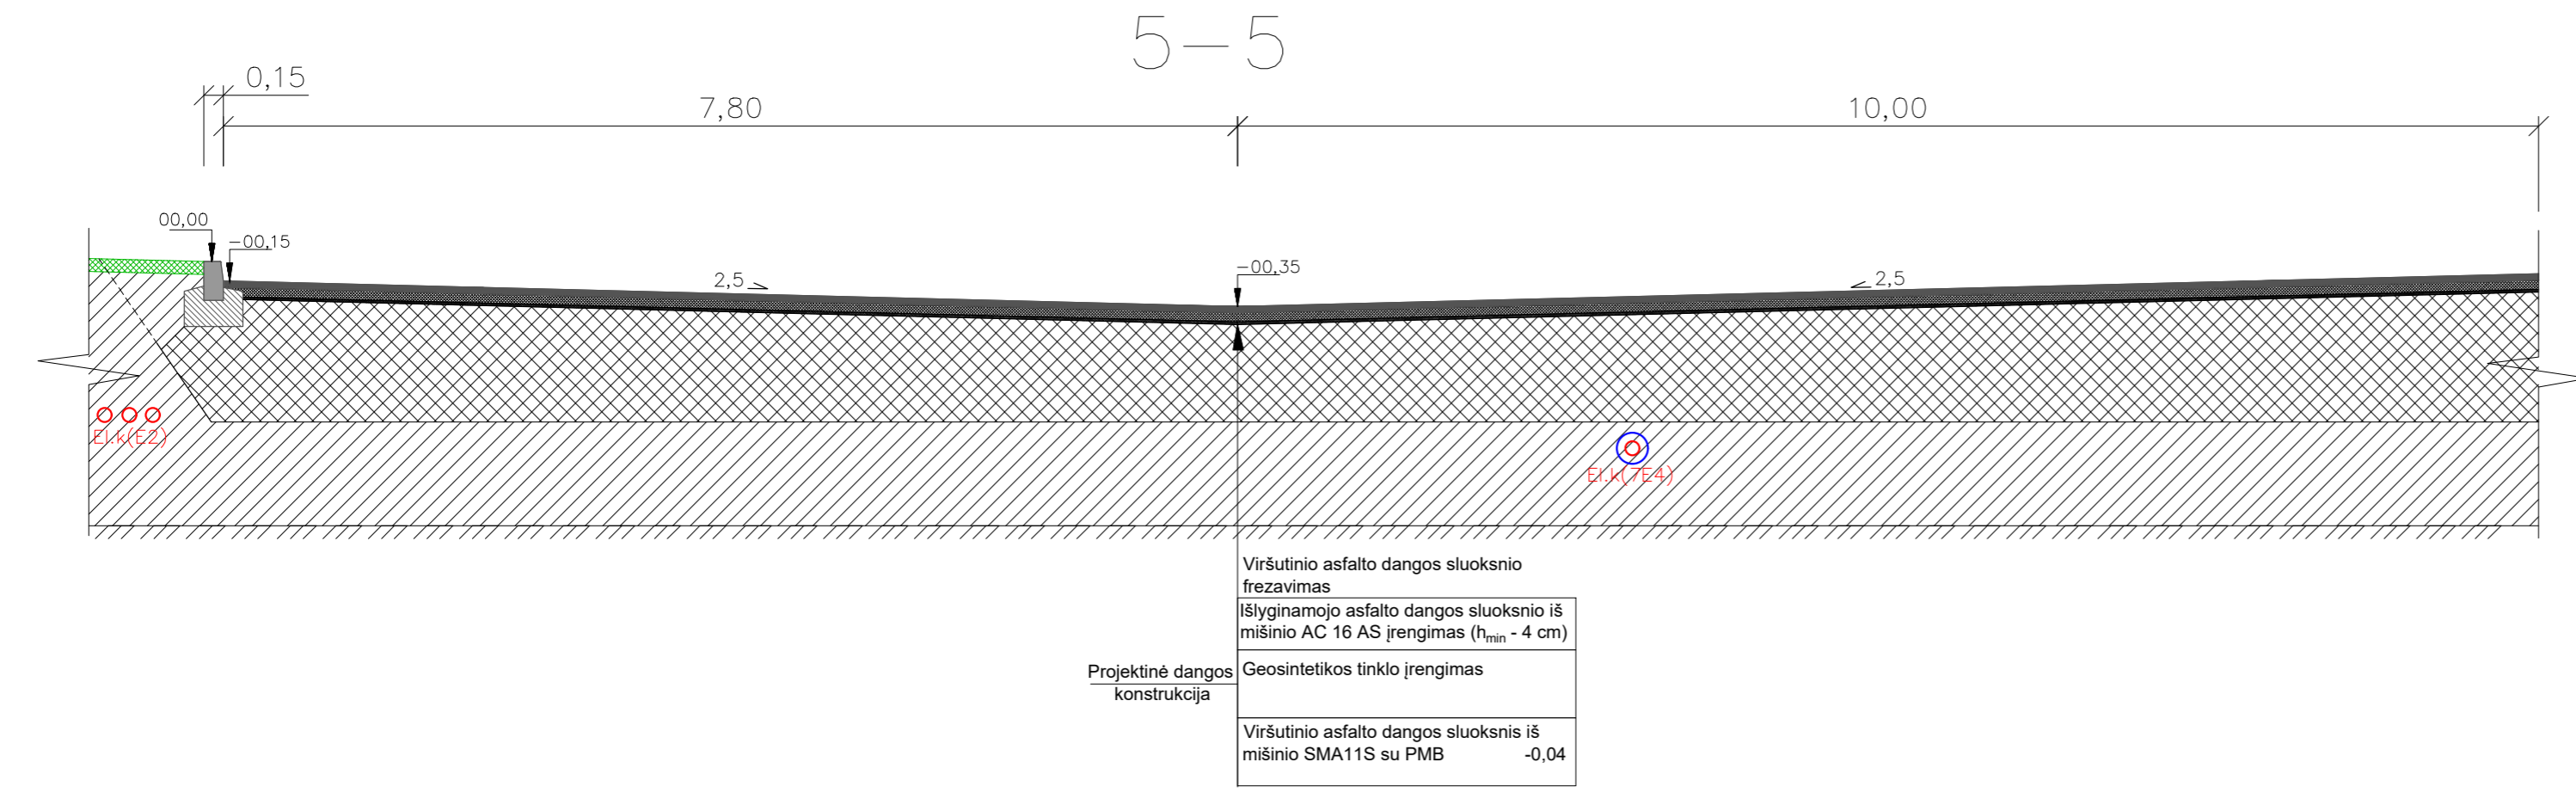 5-5
0,15
7,80
10,00
00,00
-00,15
2,5
-00,35
2,5
El.k(E2)
El.k(7E4)
Viršutinio asfalto dangos sluoksnio
frezavimas
Išlyginamojo asfalto dangos sluoksnio iš
mišinio AC 16 AS įrengimas (hmin - 4 cm)
Projektinė dangos
konstrukcija
Geosintetikos tinklo įrengimas
Viršutinio asfalto dangos sluoksnis iš
mišinio SMA11S su PMB -0,04